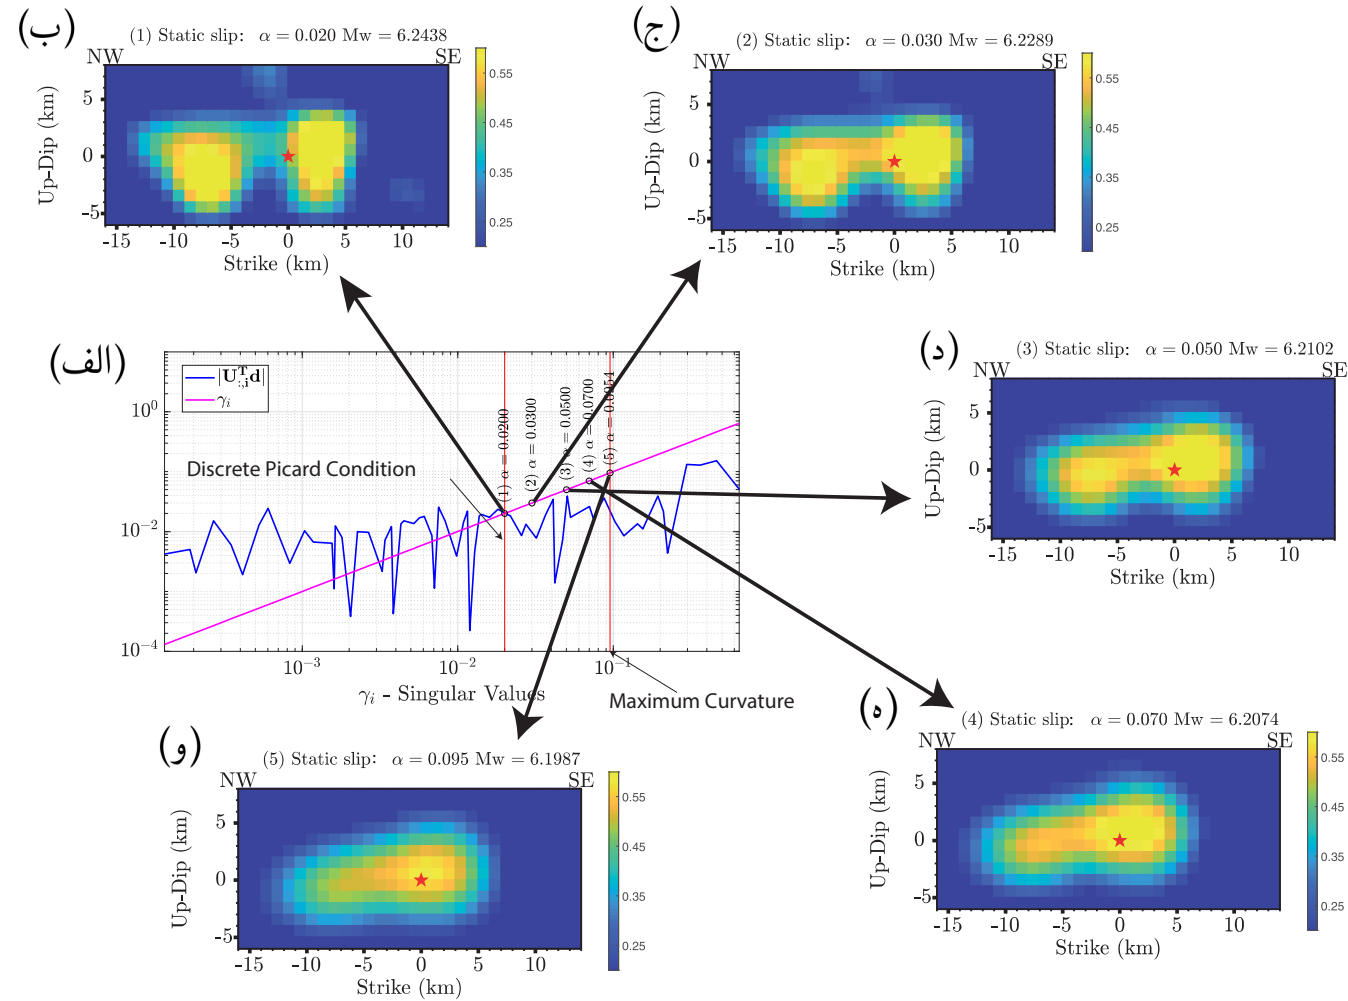 (ب)
(1) Static slip:   α = 0.020 Mw = 6.2438
NW SE
Up-Dip (km)
5
0
-5
-15 -10 -5 0 5 10
Strike (km)
0.55
0.45
0.35
0.25
(ج)
(2) Static slip:   α = 0.030 Mw = 6.2289
NW SE
Up-Dip (km)
5
0
-5
-15 -10 -5 0 5 10
Strike (km)
0.55
0.45
0.35
0.25
(الف)
|U^T_{:,i}d|
γ_i
10^0
10^-2
10^-4
10^-3 10^-2 10^-1
γ_i - Singular Values
Discrete Picard Condition
Maximum Curvature
(1) α = 0.0200
(2) α = 0.0300
(3) α = 0.0500
(4) α = 0.0700
(5) α = 0.0954
(د)
(3) Static slip:   α = 0.050 Mw = 6.2102
NW SE
Up-Dip (km)
5
0
-5
-15 -10 -5 0 5 10
Strike (km)
(ه)
(4) Static slip:   α = 0.070 Mw = 6.2074
NW SE
Up-Dip (km)
5
0
-5
-15 -10 -5 0 5 10
Strike (km)
0.55
0.45
0.35
0.25
(و)
(5) Static slip:   α = 0.095 Mw = 6.1987
NW SE
Up-Dip (km)
5
0
-5
-15 -10 -5 0 5 10
Strike (km)
0.55
0.45
0.35
0.25